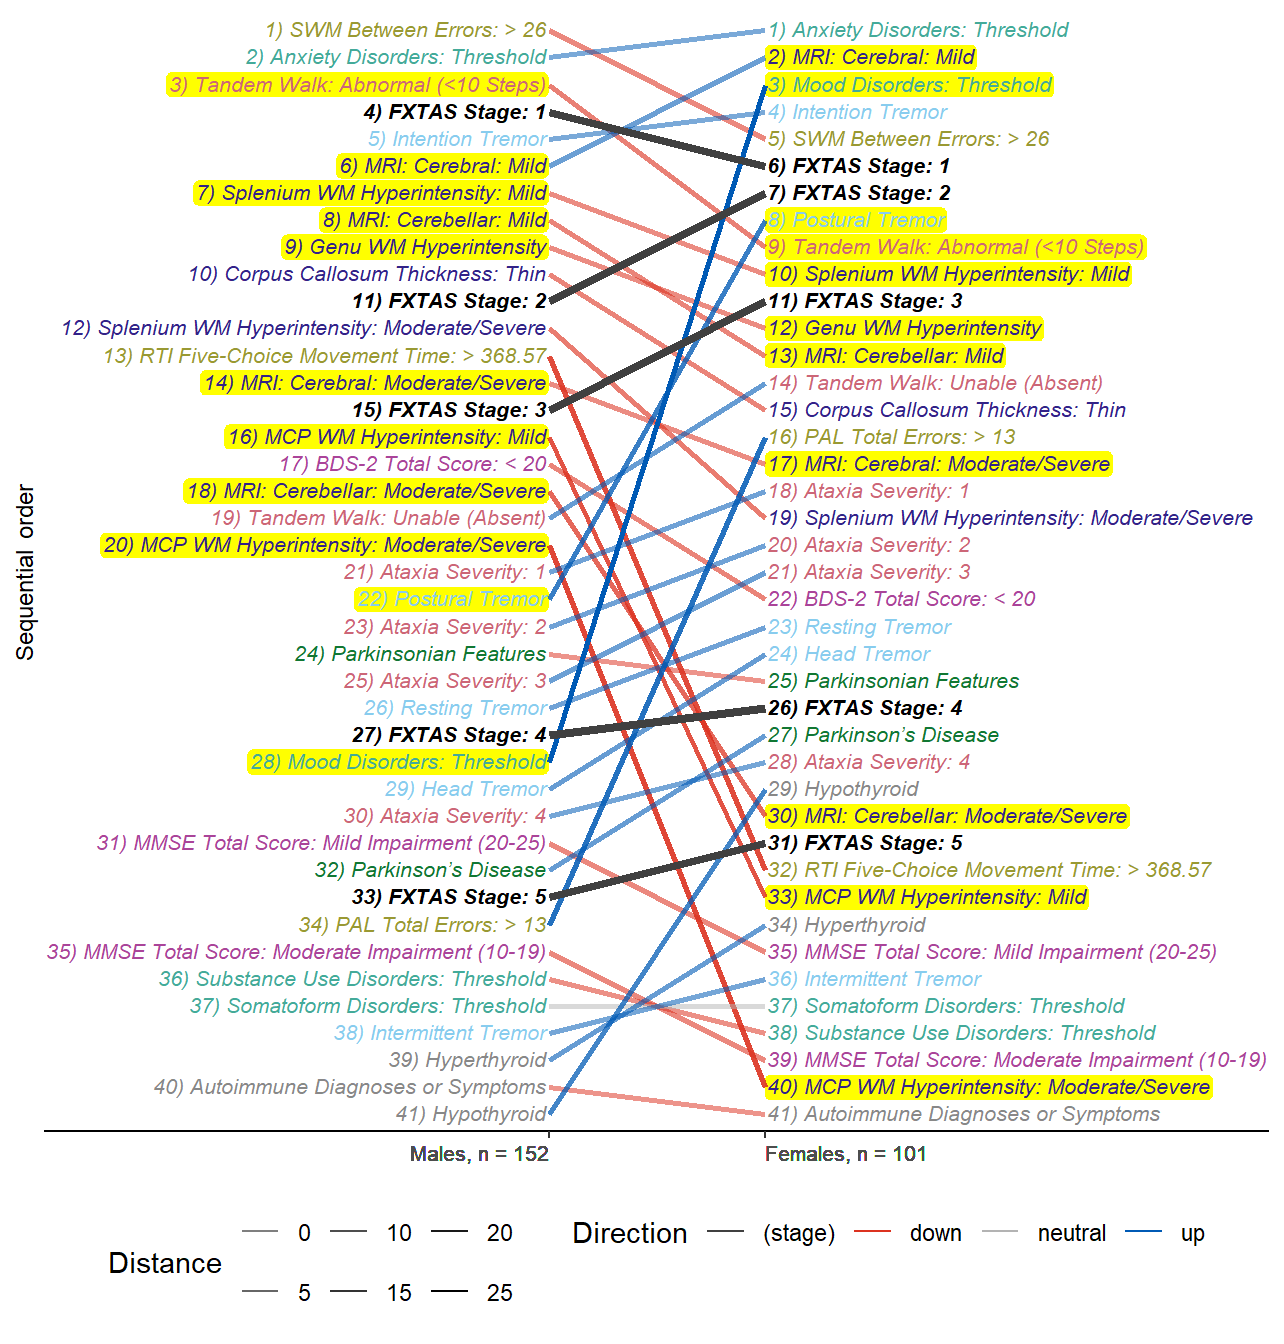 1) SWM Between Errors: > 26
2) Anxiety Disorders: Threshold
3) Tandem Walk: Abnormal (<10 Steps)
4) FXTAS Stage: 1
5) Intention Tremor
6) MRI: Cerebral: Mild
7) Splenium WM Hyperintensity: Mild
8) MRI: Cerebellar: Mild
9) Genu WM Hyperintensity
10) Corpus Callosum Thickness: Thin
11) FXTAS Stage: 2
12) Splenium WM Hyperintensity: Moderate/Severe
13) RTI Five-Choice Movement Time: > 368.57
14) MRI: Cerebral: Moderate/Severe
15) FXTAS Stage: 3
16) MCP WM Hyperintensity: Mild
17) BDS-2 Total Score: < 20
18) MRI: Cerebellar: Moderate/Severe
19) Tandem Walk: Unable (Absent)
20) MCP WM Hyperintensity: Moderate/Severe
21) Ataxia Severity: 1
22) Postural Tremor
23) Ataxia Severity: 2
24) Parkinsonian Features
25) Ataxia Severity: 3
26) Resting Tremor
27) FXTAS Stage: 4
28) Mood Disorders: Threshold
29) Head Tremor
30) Ataxia Severity: 4
31) MMSE Total Score: Mild Impairment (20-25)
32) Parkinson's Disease
33) FXTAS Stage: 5
34) PAL Total Errors: > 13
35) MMSE Total Score: Moderate Impairment (10-19)
36) Substance Use Disorders: Threshold
37) Somatoform Disorders: Threshold
38) Intermittent Tremor
39) Hyperthyroid
40) Autoimmune Diagnoses or Symptoms
41) Hypothyroid
1) Anxiety Disorders: Threshold
2) MRI: Cerebral: Mild
3) Mood Disorders: Threshold
4) Intention Tremor
5) SWM Between Errors: > 26
6) FXTAS Stage: 1
7) FXTAS Stage: 2
8) Postural Tremor
9) Tandem Walk: Abnormal (<10 Steps)
10) Splenium WM Hyperintensity: Mild
11) FXTAS Stage: 3
12) Genu WM Hyperintensity
13) MRI: Cerebellar: Mild
14) Tandem Walk: Unable (Absent)
15) Corpus Callosum Thickness: Thin
16) PAL Total Errors: > 13
17) MRI: Cerebral: Moderate/Severe
18) Ataxia Severity: 1
19) Splenium WM Hyperintensity: Moderate/Severe
20) Ataxia Severity: 2
21) Ataxia Severity: 3
22) BDS-2 Total Score: < 20
23) Resting Tremor
24) Head Tremor
25) Parkinsonian Features
26) FXTAS Stage: 4
27) Parkinson's Disease
28) Ataxia Severity: 4
29) Hypothyroid
30) MRI: Cerebellar: Moderate/Severe
31) FXTAS Stage: 5
32) RTI Five-Choice Movement Time: > 368.57
33) MCP WM Hyperintensity: Mild
34) Hyperthyroid
35) MMSE Total Score: Mild Impairment (20-25)
36) Intermittent Tremor
37) Somatoform Disorders: Threshold
38) Substance Use Disorders: Threshold
39) MMSE Total Score: Moderate Impairment (10-19)
40) MCP WM Hyperintensity: Moderate/Severe
41) Autoimmune Diagnoses or Symptoms
Sequential order
Males, n = 152
Females, n = 101
Distance
0 10 20
5 15 25
Direction (stage) down neutral up